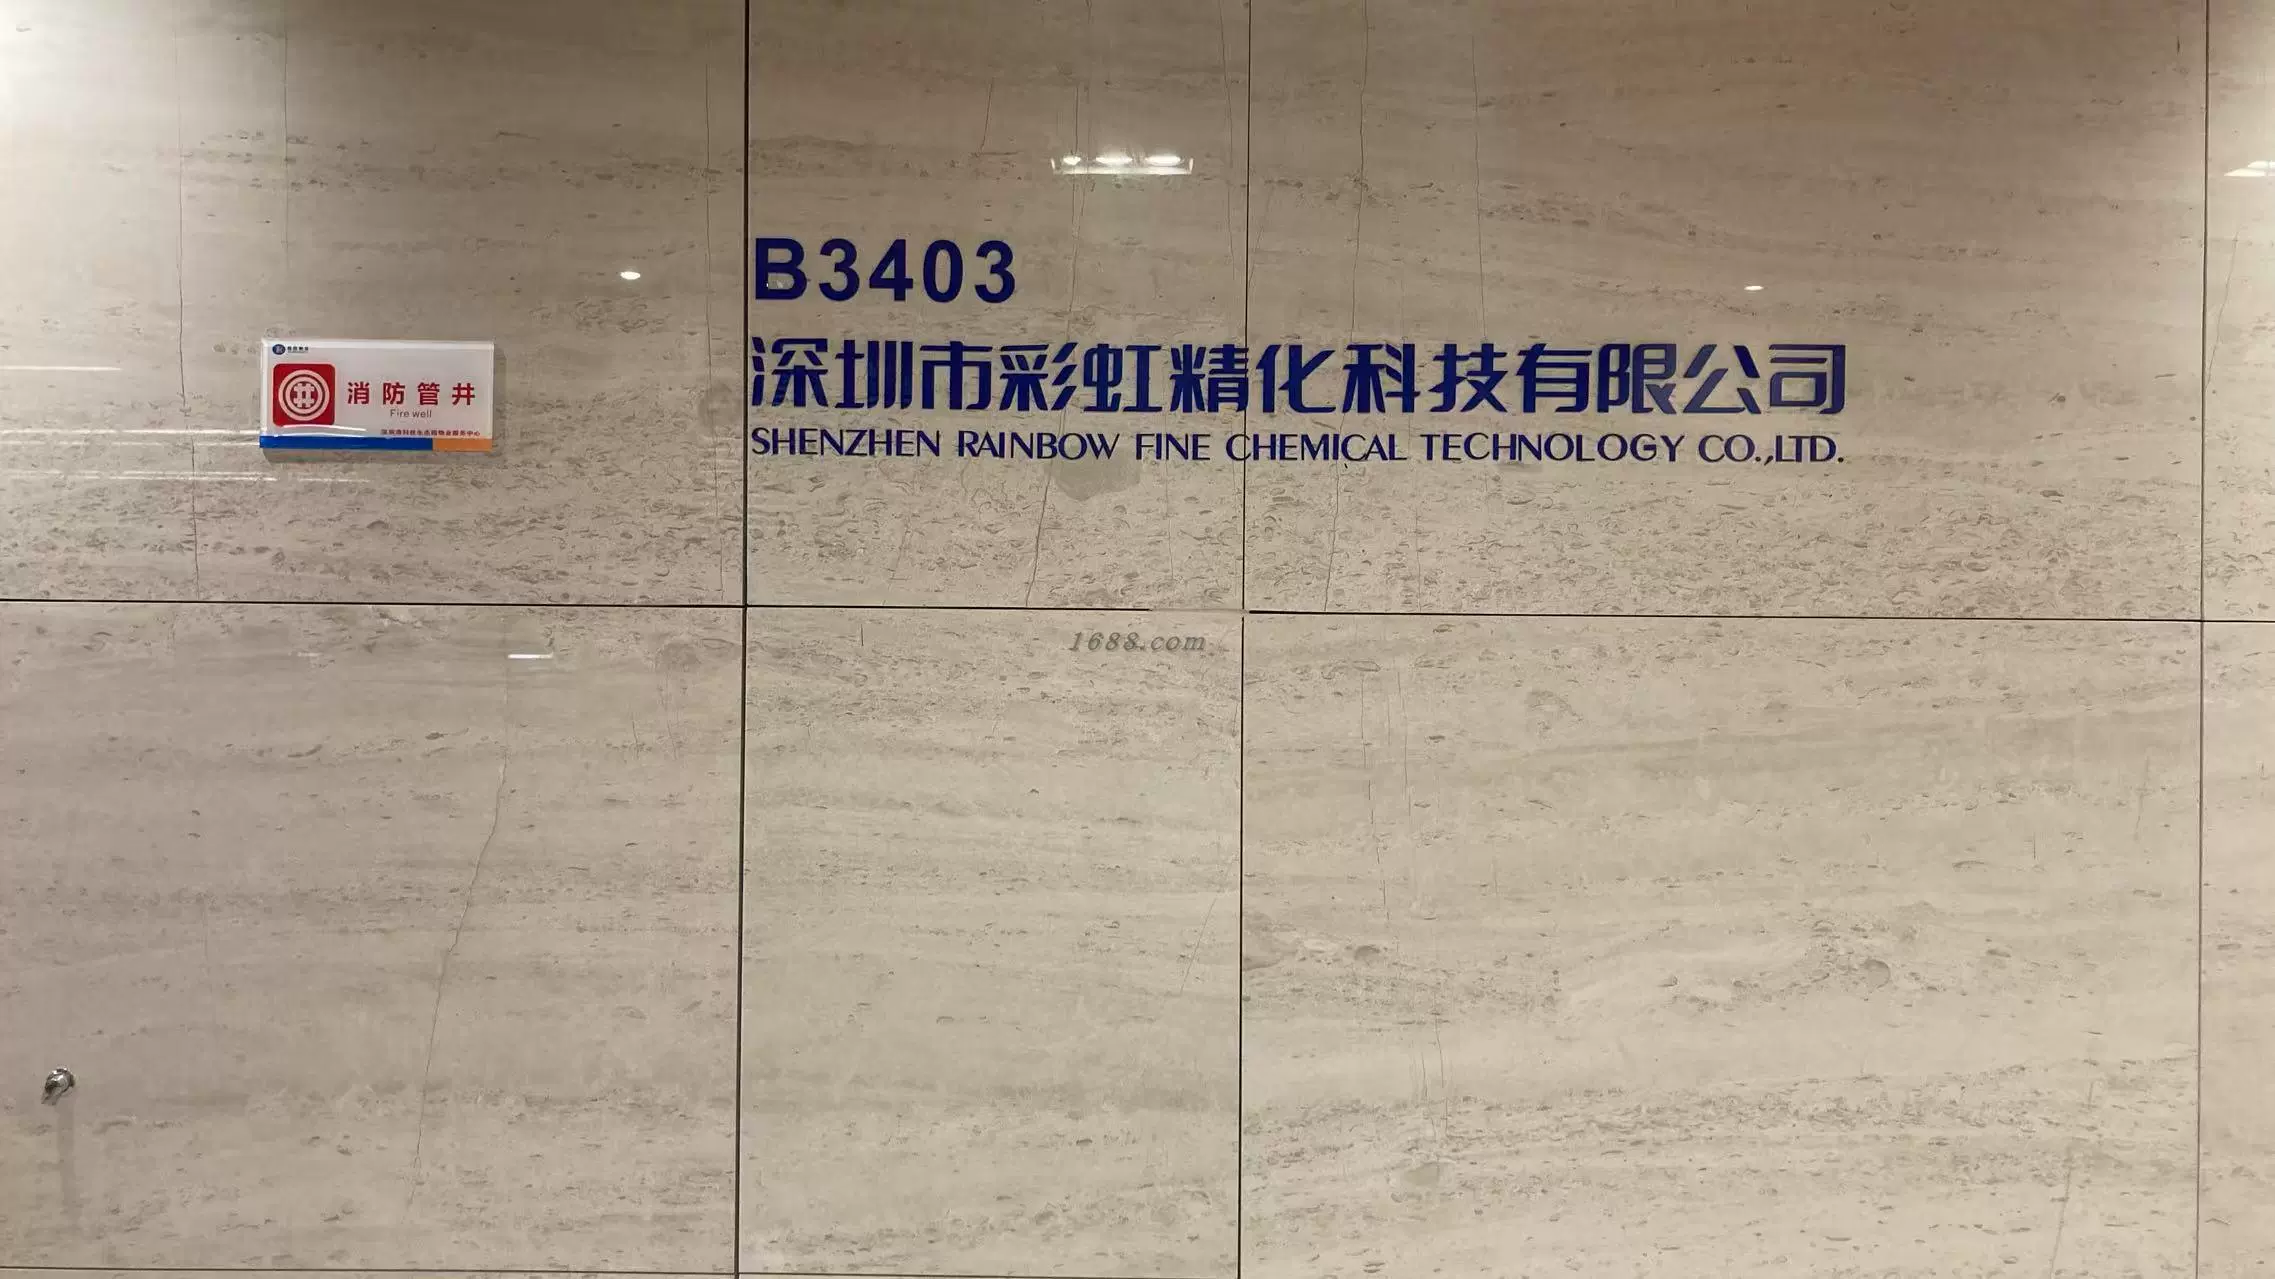 B3403
深圳市彩虹精化科技有限公司
SHENZHEN RAINBOW FINE CHEMICAL TECHNOLOGY CO.,LTD.
消防管井
Fire well
1688.com